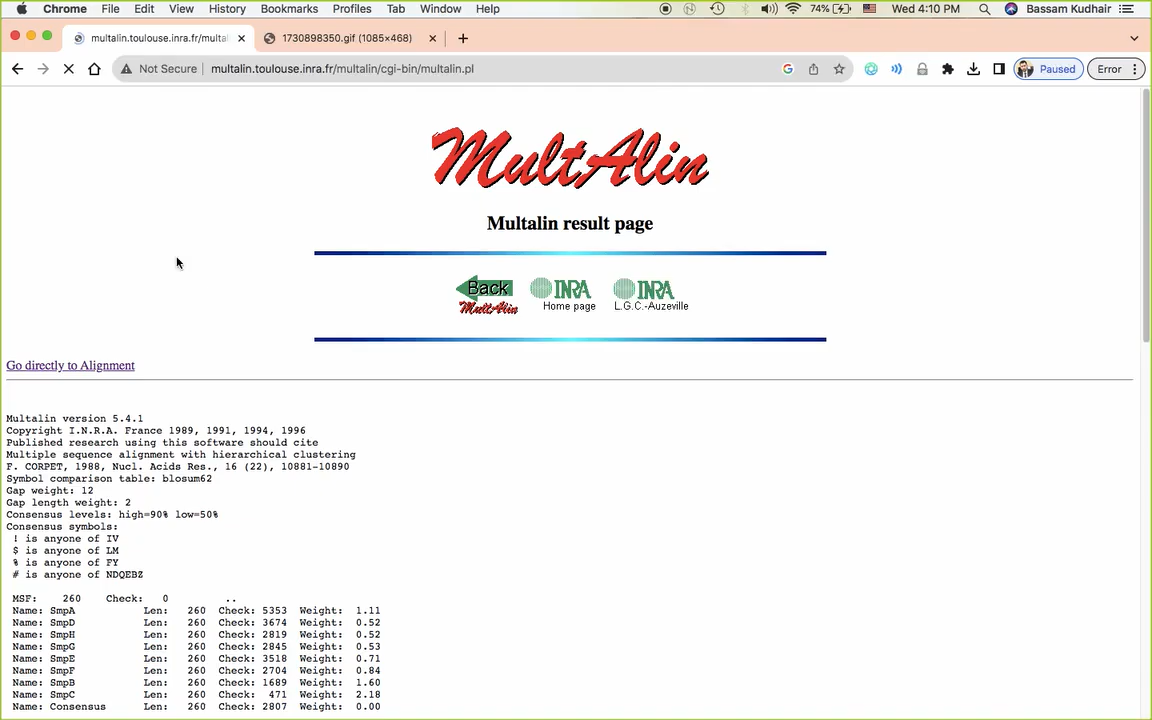 Chrome File Edit View History Bookmarks Profiles Tab Window Help 74% Wed 4:10 PM Bassam Kudhair
multalin.toulouse.inra.fr/multal 1730898350.gif (1085×468)
Not Secure multalin.toulouse.inra.fr/multalin/cgi-bin/multalin.pl Paused Error
MultAlin
Multalin result page
Back INRA INRA
MultAlin Home page L.G.C.-Auzeville
Go directly to Alignment
Multalin version 5.4.1
Copyright I.N.R.A. France 1989, 1991, 1994, 1996
Published research using this software should cite
Multiple sequence alignment with hierarchical clustering
F. CORPET, 1988, Nucl. Acids Res., 16 (22), 10881-10890
Symbol comparison table: blosum62
Gap weight: 12
Gap length weight: 2
Consensus levels: high=90% low=50%
Consensus symbols:
! is anyone of IV
$ is anyone of LM
% is anyone of FY
# is anyone of NDQEBZ
MSF: 260 Check: 0 ..
Name: SmpA Len: 260 Check: 5353 Weight: 1.11
Name: SmpD Len: 260 Check: 3674 Weight: 0.52
Name: SmpH Len: 260 Check: 2819 Weight: 0.52
Name: SmpG Len: 260 Check: 2845 Weight: 0.53
Name: SmpE Len: 260 Check: 3518 Weight: 0.71
Name: SmpF Len: 260 Check: 2704 Weight: 0.84
Name: SmpB Len: 260 Check: 1689 Weight: 1.60
Name: SmpC Len: 260 Check: 471 Weight: 2.18
Name: Consensus Len: 260 Check: 2807 Weight: 0.00